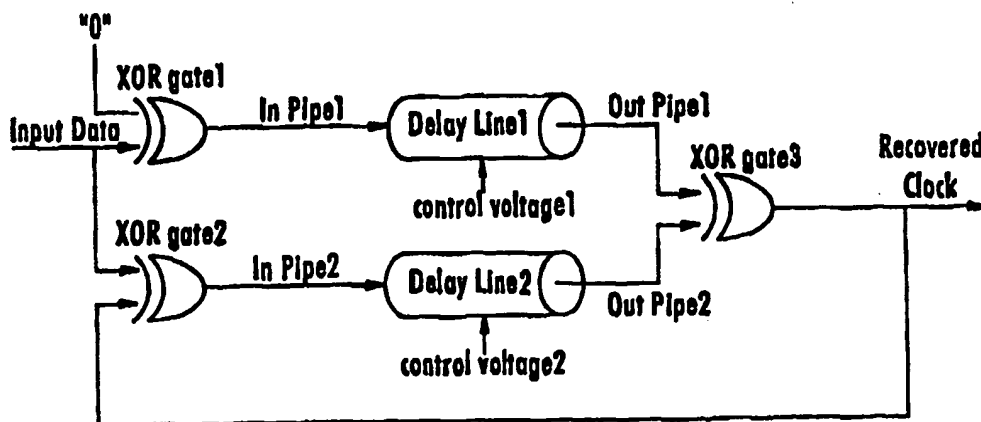 "0"
XOR gate1
Input Data
In Pipe1
Delay Line1
Out Pipe1
control voltage1
XOR gate3
Recovered
Clock
XOR gate2
In Pipe2
Delay Line2
Out Pipe2
control voltage2